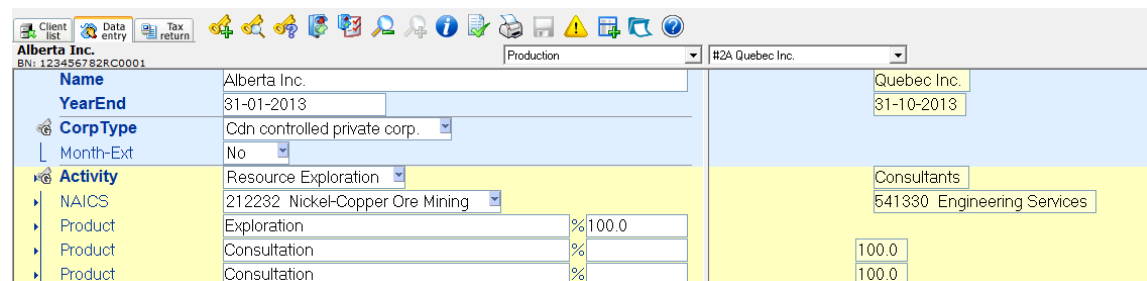 Client list Data entry Tax return
Alberta Inc. Production #2A Quebec Inc.
BN: 123456782RC0001
Name Alberta Inc. Quebec Inc.
YearEnd 31-01-2013 31-10-2013
CorpType Cdn controlled private corp.
Month-Ext No
Activity Resource Exploration Consultants
NAICS 212232 Nickel-Copper Ore Mining 541330 Engineering Services
Product Exploration % 100.0
Product Consultation % 100.0
Product Consultation % 100.0